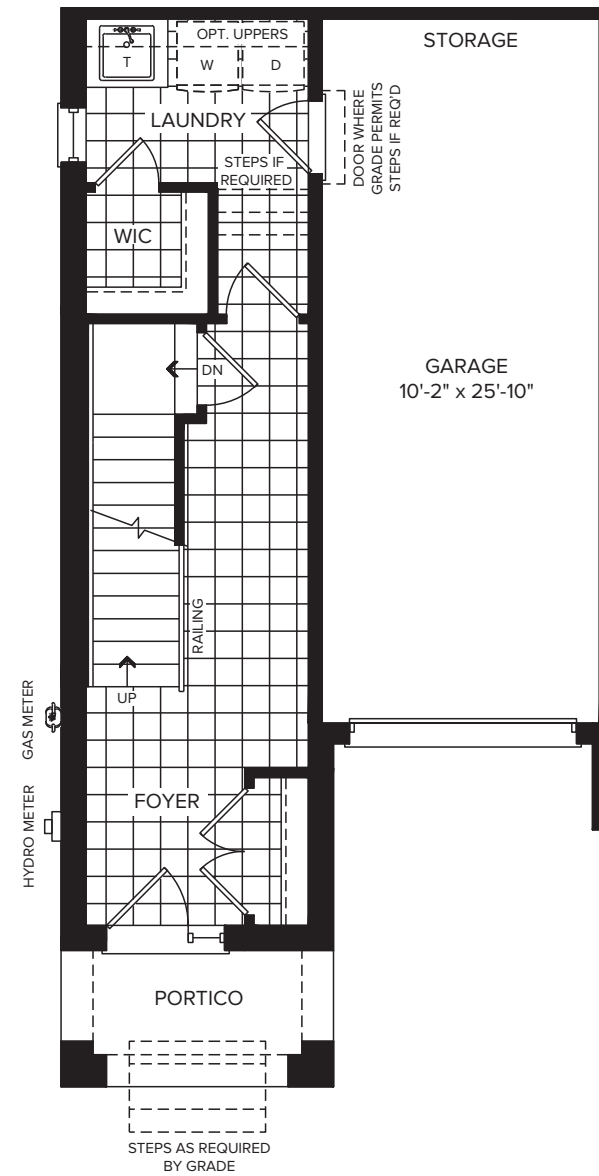 OPT. UPPERS
STORAGE
T
W
D
LAUNDRY
DOOR WHERE
GRADE PERMITS
STEPS IF REQ'D
STEPS IF
REQUIRED
WIC
GARAGE
10'-2" x 25'-10"
DN
RAILING
UP
GAS METER
FOYER
HYDRO METER
PORTICO
STEPS AS REQUIRED
BY GRADE